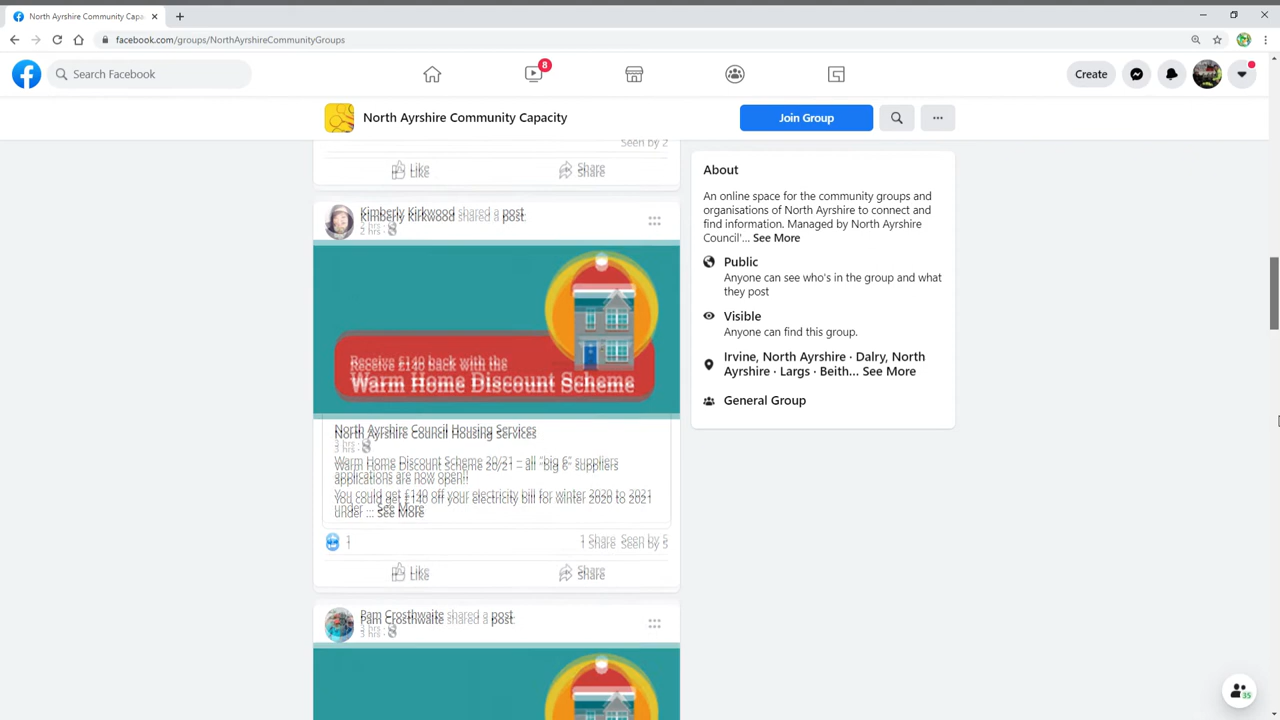 North Ayrshire Community Capa
facebook.com/groups/NorthAyrshireCommunityGroups
Search Facebook
8
Create
North Ayrshire Community Capacity
Join Group
Seen by 2
Like
Share
Kimberly Kirkwood shared a post.
2 hrs ·
Receive £140 back with the
Warm Home Discount Scheme
North Ayrshire Council Housing Services
3 hrs ·
Warm Home Discount Scheme 20/21 – all "big 6" suppliers
applications are now open!!
You could get £140 off your electricity bill for winter 2020 to 2021
under ... See More
1
1 Share Seen by 5
Like
Share
Pam Crosthwaite shared a post.
3 hrs ·
About
An online space for the community groups and
organisations of North Ayrshire to connect and
find information. Managed by North Ayrshire
Council'... See More
Public
Anyone can see who's in the group and what
they post
Visible
Anyone can find this group.
Irvine, North Ayrshire · Dalry, North
Ayrshire · Largs · Beith... See More
General Group
35